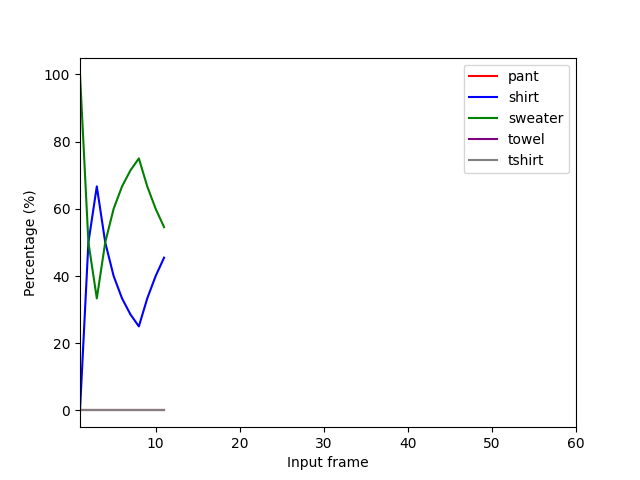 100
80
60
40
20
0
Percentage (%)
10 20 30 40 50 60
Input frame
pant
shirt
sweater
towel
tshirt